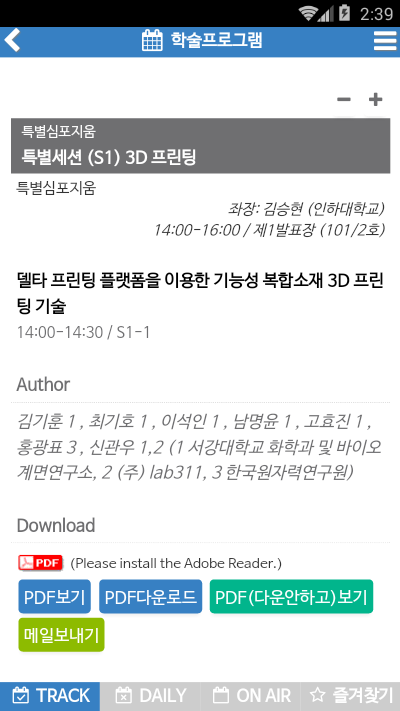 2:39
학술프로그램
특별심포지움
특별세션 (S1) 3D 프린팅
특별심포지움
좌장: 김승현 (인하대학교)
14:00-16:00 / 제1발표장 (101/2호)
델타 프린팅 플랫폼을 이용한 기능성 복합소재 3D 프린
팅 기술
14:00-14:30 / S1-1
Author
김기훈 1 , 최기호 1 , 이석인 1 , 남명윤 1 , 고효진 1 ,
홍광표 3 , 신관우 1,2 (1 서강대학교 화학과 및 바이오
계면연구소, 2 (주) lab311, 3 한국원자력연구원)
Download
PDF (Please install the Adobe Reader.)
PDF보기 PDF다운로드 PDF(다운안하고)보기
메일보내기
TRACK DAILY ON AIR 즐겨찾기